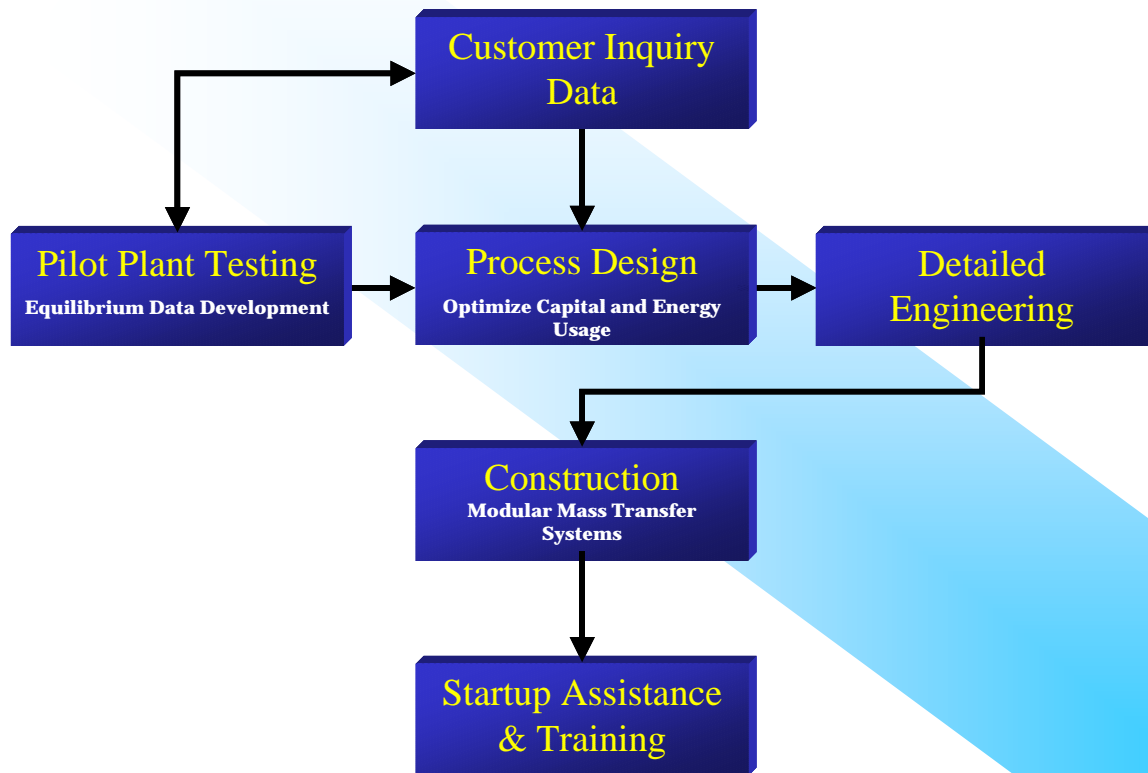 Customer Inquiry
Data
Pilot Plant Testing
Equilibrium Data Development
Process Design
Optimize Capital and Energy
Usage
Detailed
Engineering
Construction
Modular Mass Transfer
Systems
Startup Assistance
& Training